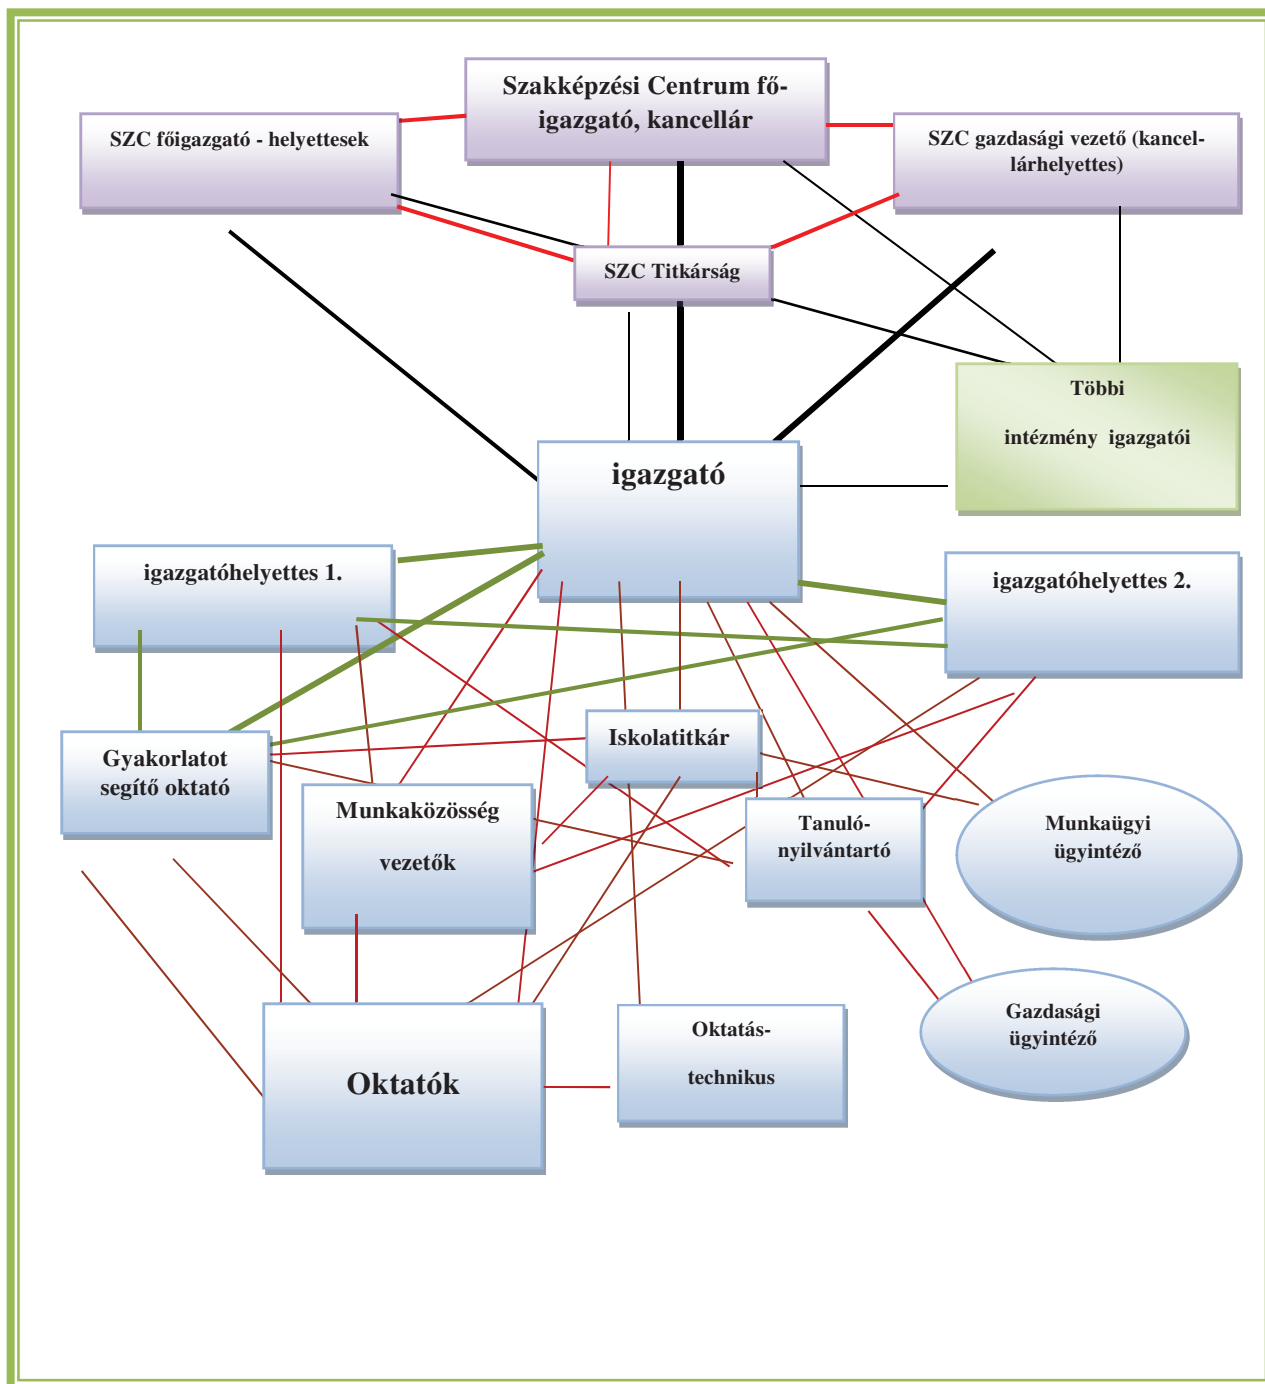 Szakképzési Centrum fő-
igazgató, kancellár
SZC főigazgató - helyettesek
SZC gazdasági vezető (kancel-
lárhelyettes)
SZC Titkárság
Többi
intézmény igazgatói
igazgató
igazgatóhelyettes 1.
igazgatóhelyettes 2.
Gyakorlatot
segítő oktató
Iskolatitkár
Munkaközösség
vezetők
Tanuló-
nyilvántartó
Munkaügyi
ügyintéző
Oktatók
Oktatás-
technikus
Gazdasági
ügyintéző